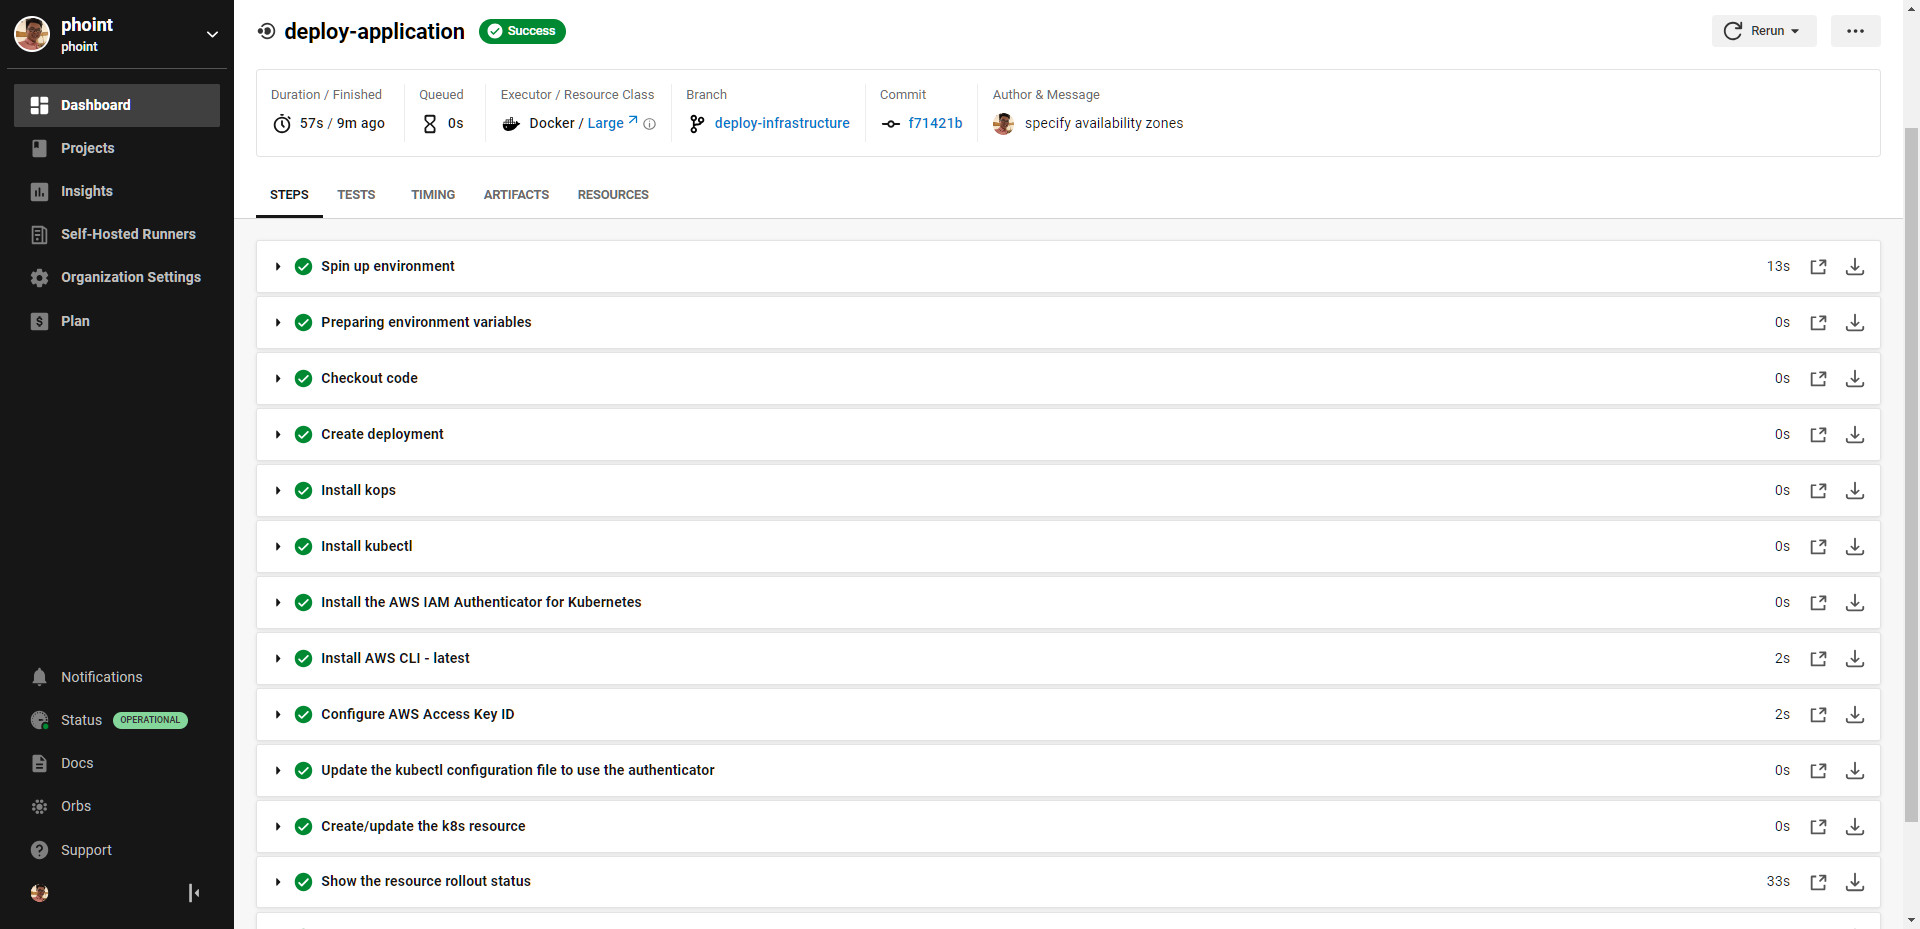 phoint
phoint
Dashboard
Projects
Insights
Self-Hosted Runners
Organization Settings
Plan
Notifications
Status OPERATIONAL
Docs
Orbs
Support
deploy-application Success
Rerun
Duration / Finished
57s / 9m ago
Queued
0s
Executor / Resource Class
Docker / Large
Branch
deploy-infrastructure
Commit
f71421b
Author & Message
specify availability zones
STEPS TESTS TIMING ARTIFACTS RESOURCES
Spin up environment 13s
Preparing environment variables 0s
Checkout code 0s
Create deployment 0s
Install kops 0s
Install kubectl 0s
Install the AWS IAM Authenticator for Kubernetes 0s
Install AWS CLI - latest 2s
Configure AWS Access Key ID 2s
Update the kubectl configuration file to use the authenticator 0s
Create/update the k8s resource 0s
Show the resource rollout status 33s